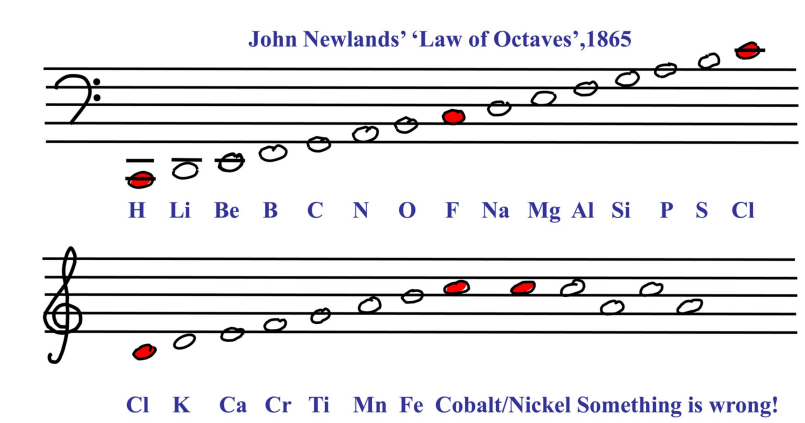 John Newlands’ ‘Law of Octaves’,1865
H Li Be B C N O F Na Mg Al Si P S Cl
Cl K Ca Cr Ti Mn Fe Cobalt/Nickel Something is wrong!